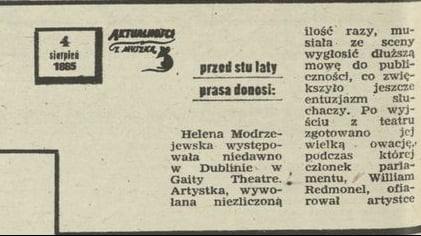 4
sierpień
1885
AKTUALNOŚCI
Z MYSZKĄ
przed stu laty
prasa donosi:
Helena Modrze-
jewska występo-
wała niedawno
w Dublinie w
Gaity Theatre.
Artystka, wywo-
łana niezliczoną
ilość razy, mu-
siała ze sceny
wygłosić dłuższą
mowę do publi-
czności, co zwię-
kszyło jeszcze
entuzjazm słu-
chaczy. Po wyj-
ściu z teatru
zgotowano jej
wielką owację,
podczas której
członek parla-
mentu, William
Redmonel, ofia-
rował artystce